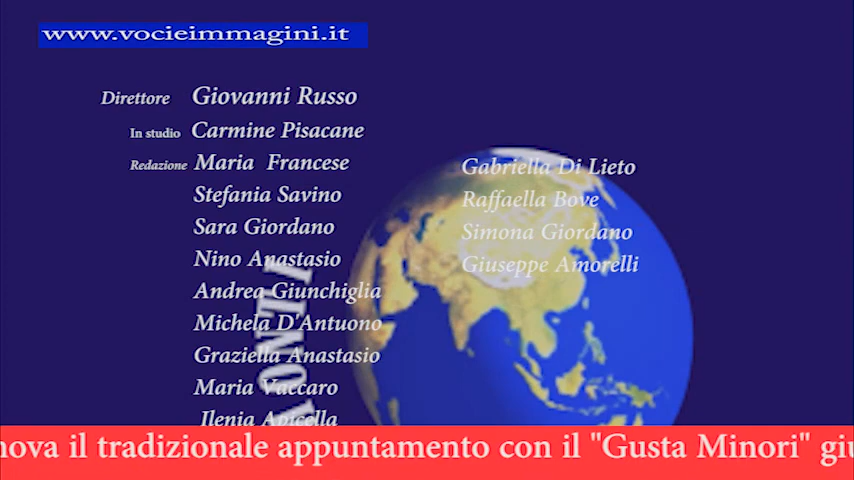 www.vocieimmagini.it
Direttore Giovanni Russo
In studio Carmine Pisacane
Redazione Maria Francese
Stefania Savino
Sara Giordano
Nino Anastasio
Andrea Giunchiglia
Michela D'Antuono
Graziella Anastasio
Maria Vaccaro
Ilenia Apicella
Gabriella Di Lieto
Raffaella Bove
Simona Giordano
Giuseppe Amorelli
nova il tradizionale appuntamento con il "Gusta Minori" giu